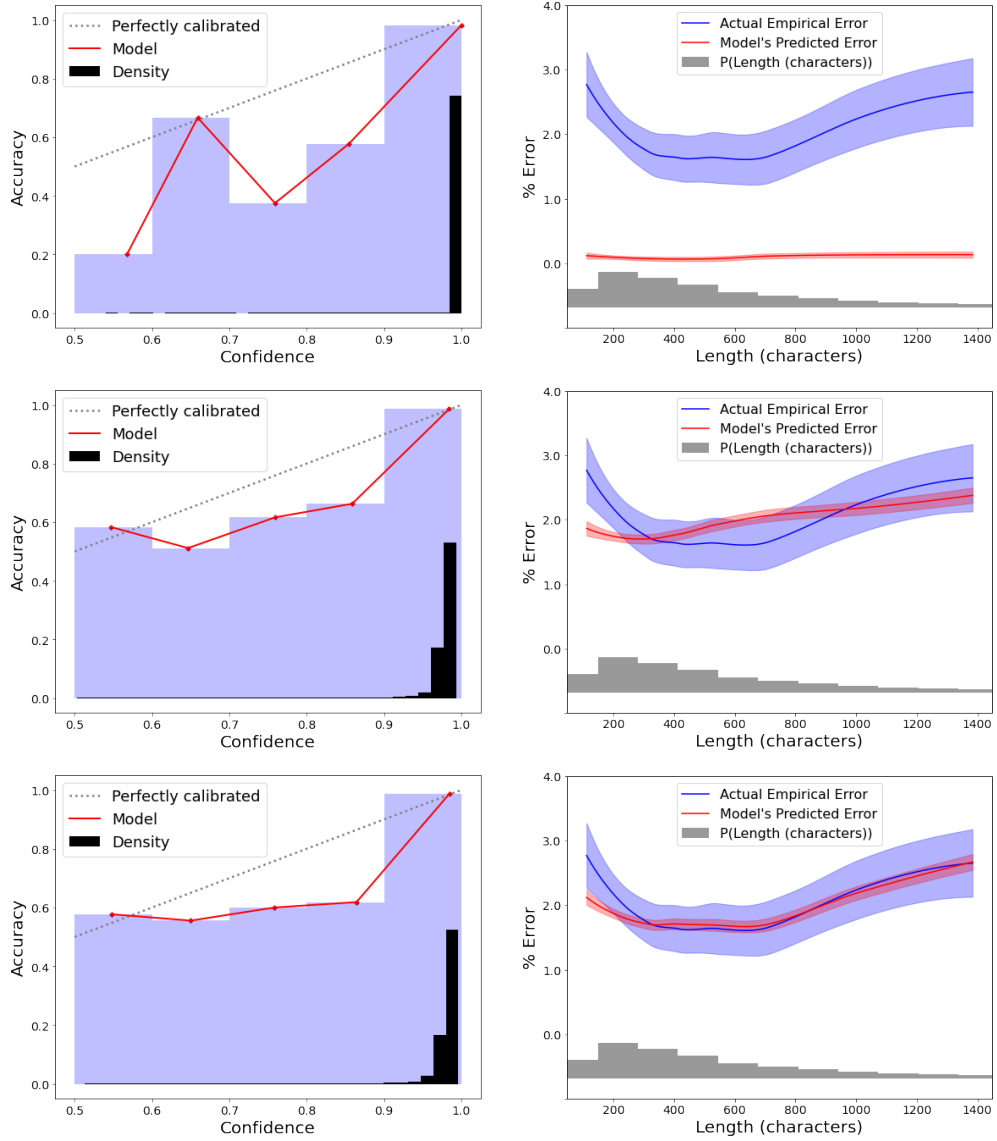 1.0
0.8
0.6
0.4
0.2
0.0
Accuracy
Perfectly calibrated
Model
Density
0.5 0.6 0.7 0.8 0.9 1.0
Confidence
4.0
3.0
2.0
1.0
0.0
% Error
Actual Empirical Error
Model's Predicted Error
P(Length (characters))
200 400 600 800 1000 1200 1400
Length (characters)
1.0
0.8
0.6
0.4
0.2
0.0
Accuracy
Perfectly calibrated
Model
Density
0.5 0.6 0.7 0.8 0.9 1.0
Confidence
4.0
3.0
2.0
1.0
0.0
% Error
Actual Empirical Error
Model's Predicted Error
P(Length (characters))
200 400 600 800 1000 1200 1400
Length (characters)
1.0
0.8
0.6
0.4
0.2
0.0
Accuracy
Perfectly calibrated
Model
Density
0.5 0.6 0.7 0.8 0.9 1.0
Confidence
4.0
3.0
2.0
1.0
0.0
% Error
Actual Empirical Error
Model's Predicted Error
P(Length (characters))
200 400 600 800 1000 1200 1400
Length (characters)